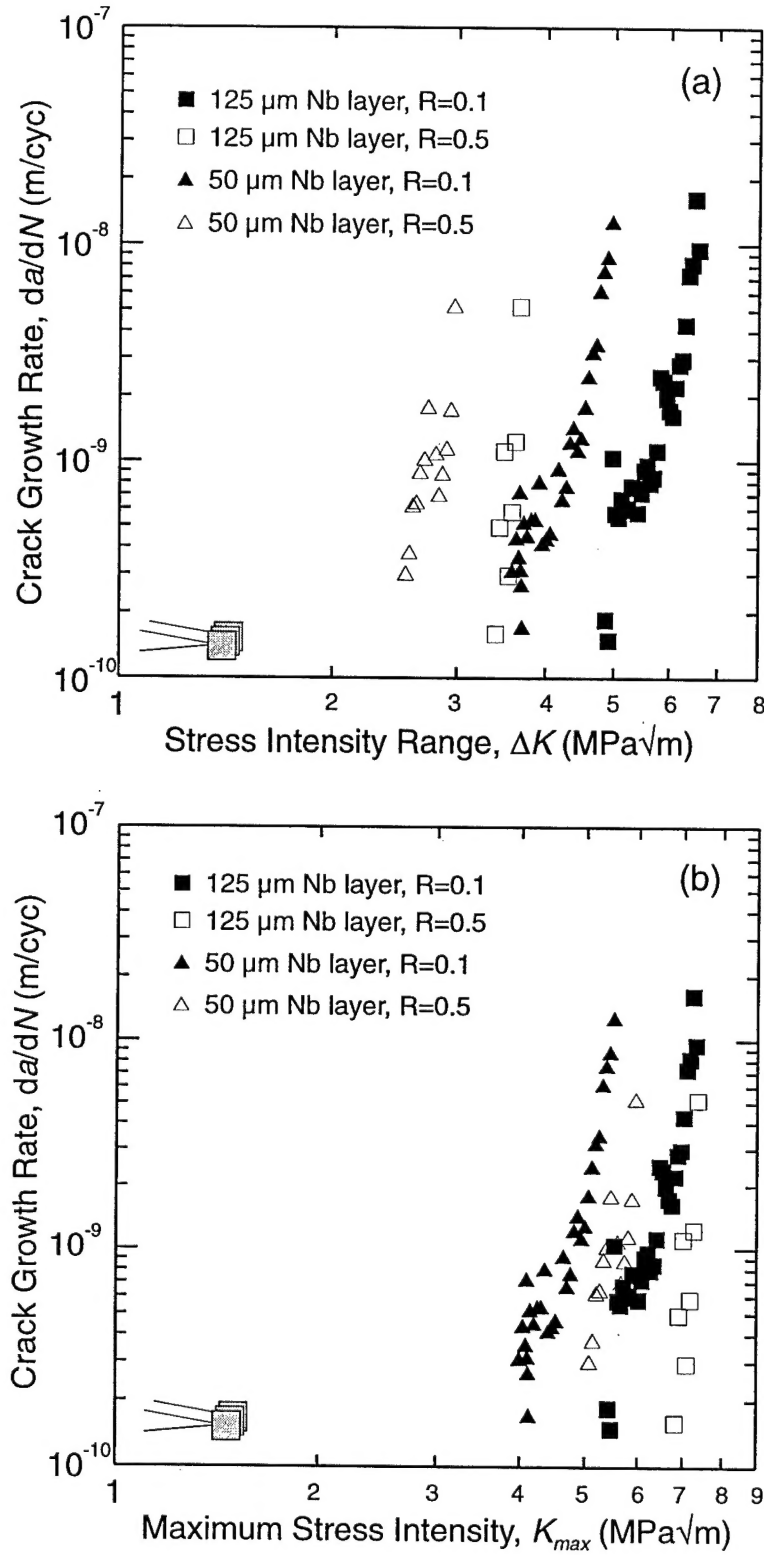 10⁻⁷
(a)
■ 125 µm Nb layer, R=0.1
□ 125 µm Nb layer, R=0.5
▲ 50 µm Nb layer, R=0.1
△ 50 µm Nb layer, R=0.5
10⁻⁸
10⁻⁹
10⁻¹⁰
Crack Growth Rate, da/dN (m/cyc)
1 2 3 4 5 6 7 8
Stress Intensity Range, ΔK (MPa√m)
10⁻⁷
(b)
■ 125 µm Nb layer, R=0.1
□ 125 µm Nb layer, R=0.5
▲ 50 µm Nb layer, R=0.1
△ 50 µm Nb layer, R=0.5
10⁻⁸
10⁻⁹
10⁻¹⁰
Crack Growth Rate, da/dN (m/cyc)
1 2 3 4 5 6 7 8 9
Maximum Stress Intensity, Kmax (MPa√m)